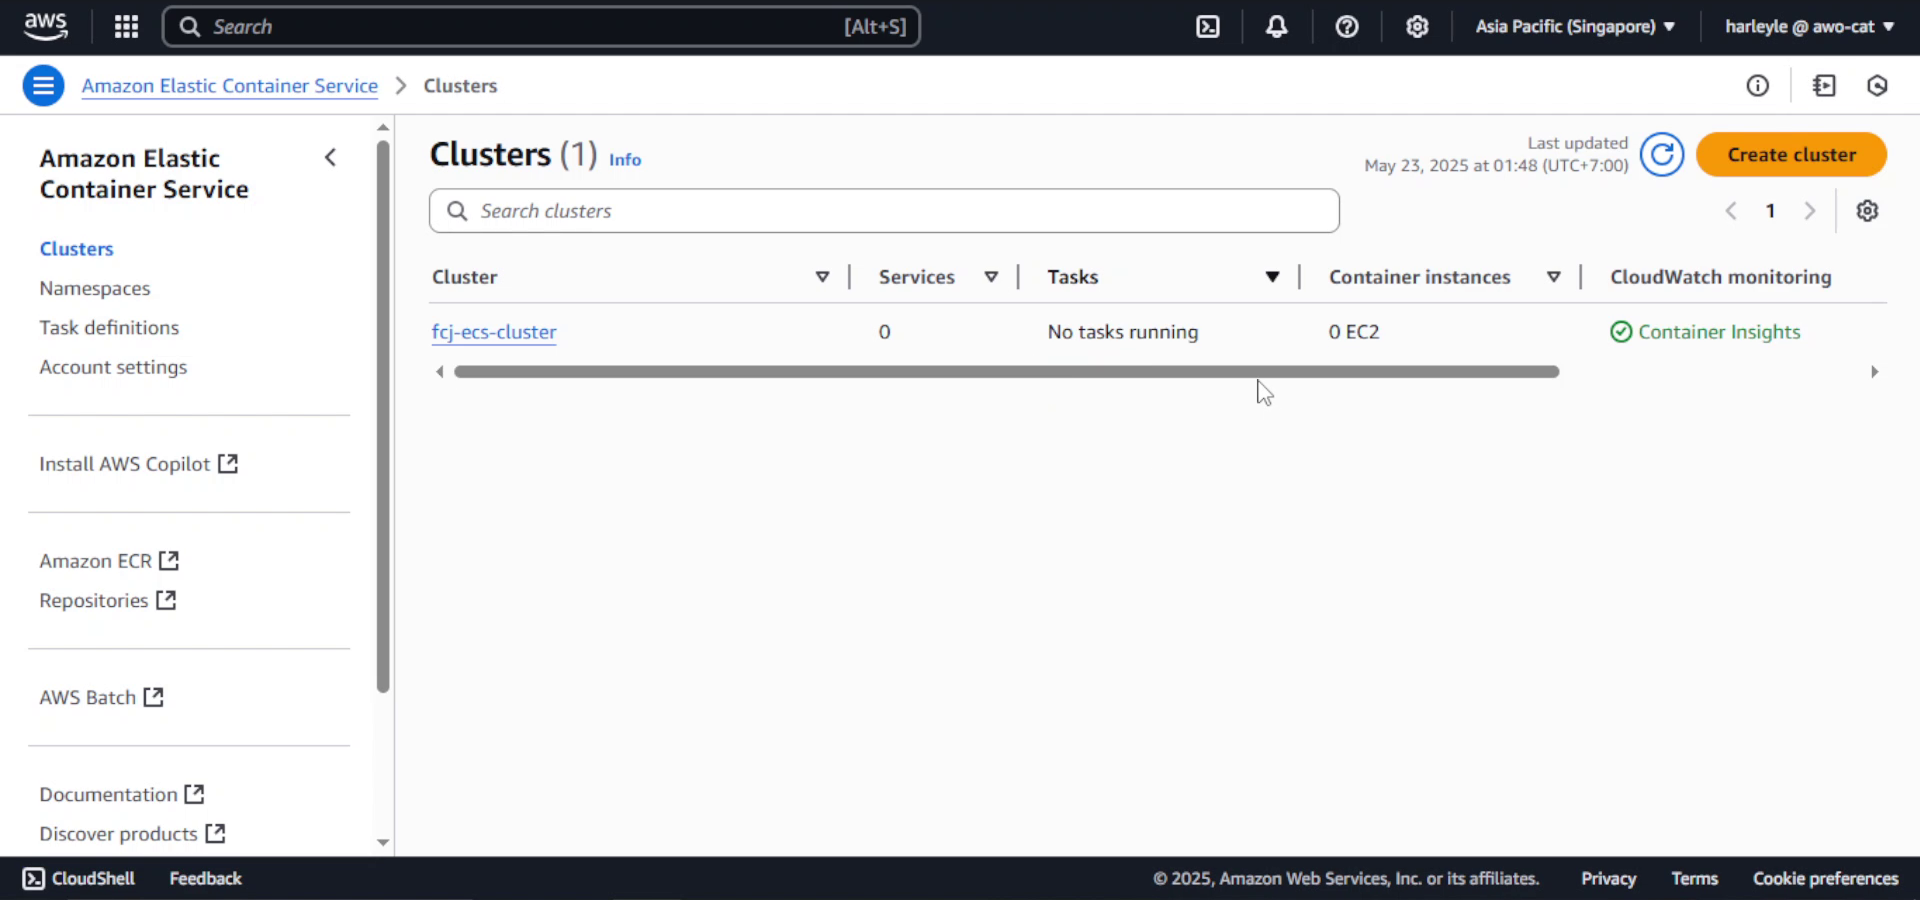 aws
Search [Alt+S]
Asia Pacific (Singapore)
harleyle @ awo-cat
Amazon Elastic Container Service
Clusters
Amazon Elastic
Container Service
Clusters
Namespaces
Task definitions
Account settings
Install AWS Copilot
Amazon ECR
Repositories
AWS Batch
Documentation
Discover products
Clusters (1) Info
Last updated
May 23, 2025 at 01:48 (UTC+7:00)
Create cluster
Search clusters
1
Cluster Services Tasks Container instances CloudWatch monitoring
fcj-ecs-cluster 0 No tasks running 0 EC2 Container Insights
CloudShell Feedback © 2025, Amazon Web Services, Inc. or its affiliates. Privacy Terms Cookie preferences